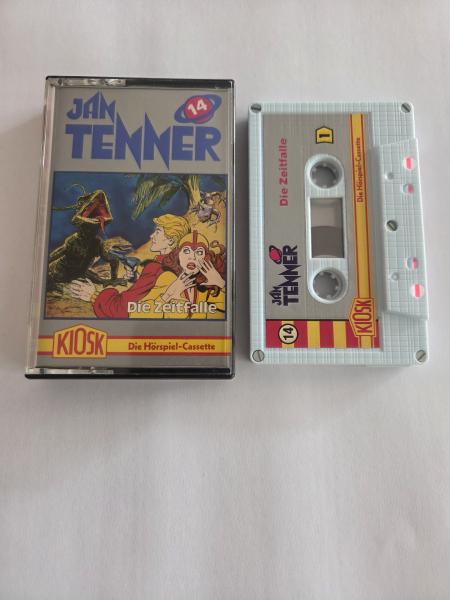 JAN
14
TENNER
Die Zeitfalle
KIOSK
Die Hörspiel-Cassette
1
Die Zeitfalle
Die Hörspiel-Cassette
JAN
TENNER
14
KIOSK